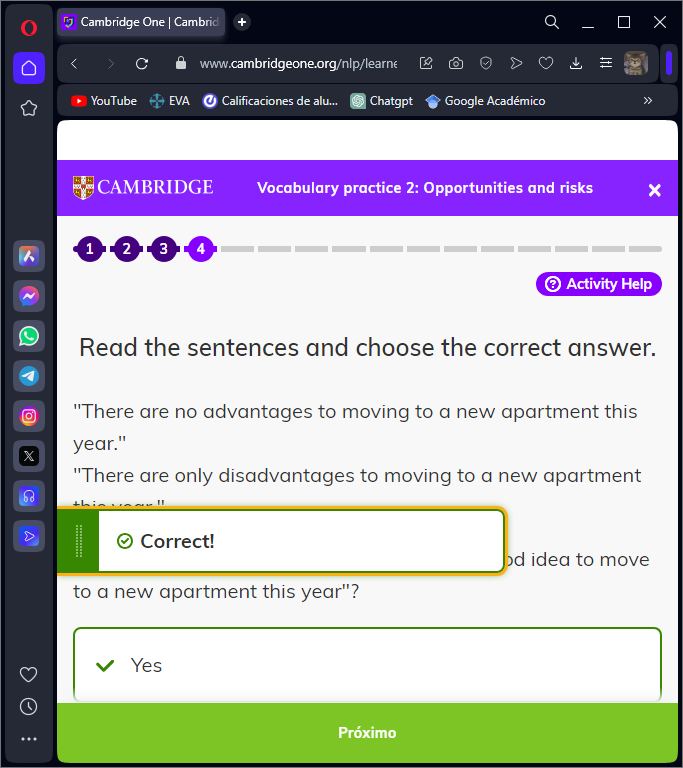 Cambridge One | Cambrid
www.cambridgeone.org/nlp/learne
YouTube
EVA
Calificaciones de alu...
Chatgpt
Google Académico
»
CAMBRIDGE
Vocabulary practice 2: Opportunities and risks
1 2 3 4
Activity Help
Read the sentences and choose the correct answer.
"There are no advantages to moving to a new apartment this
year."
"There are only disadvantages to moving to a new apartment
this year."
Correct!
idea to move
to a new apartment this year"?
Yes
Próximo